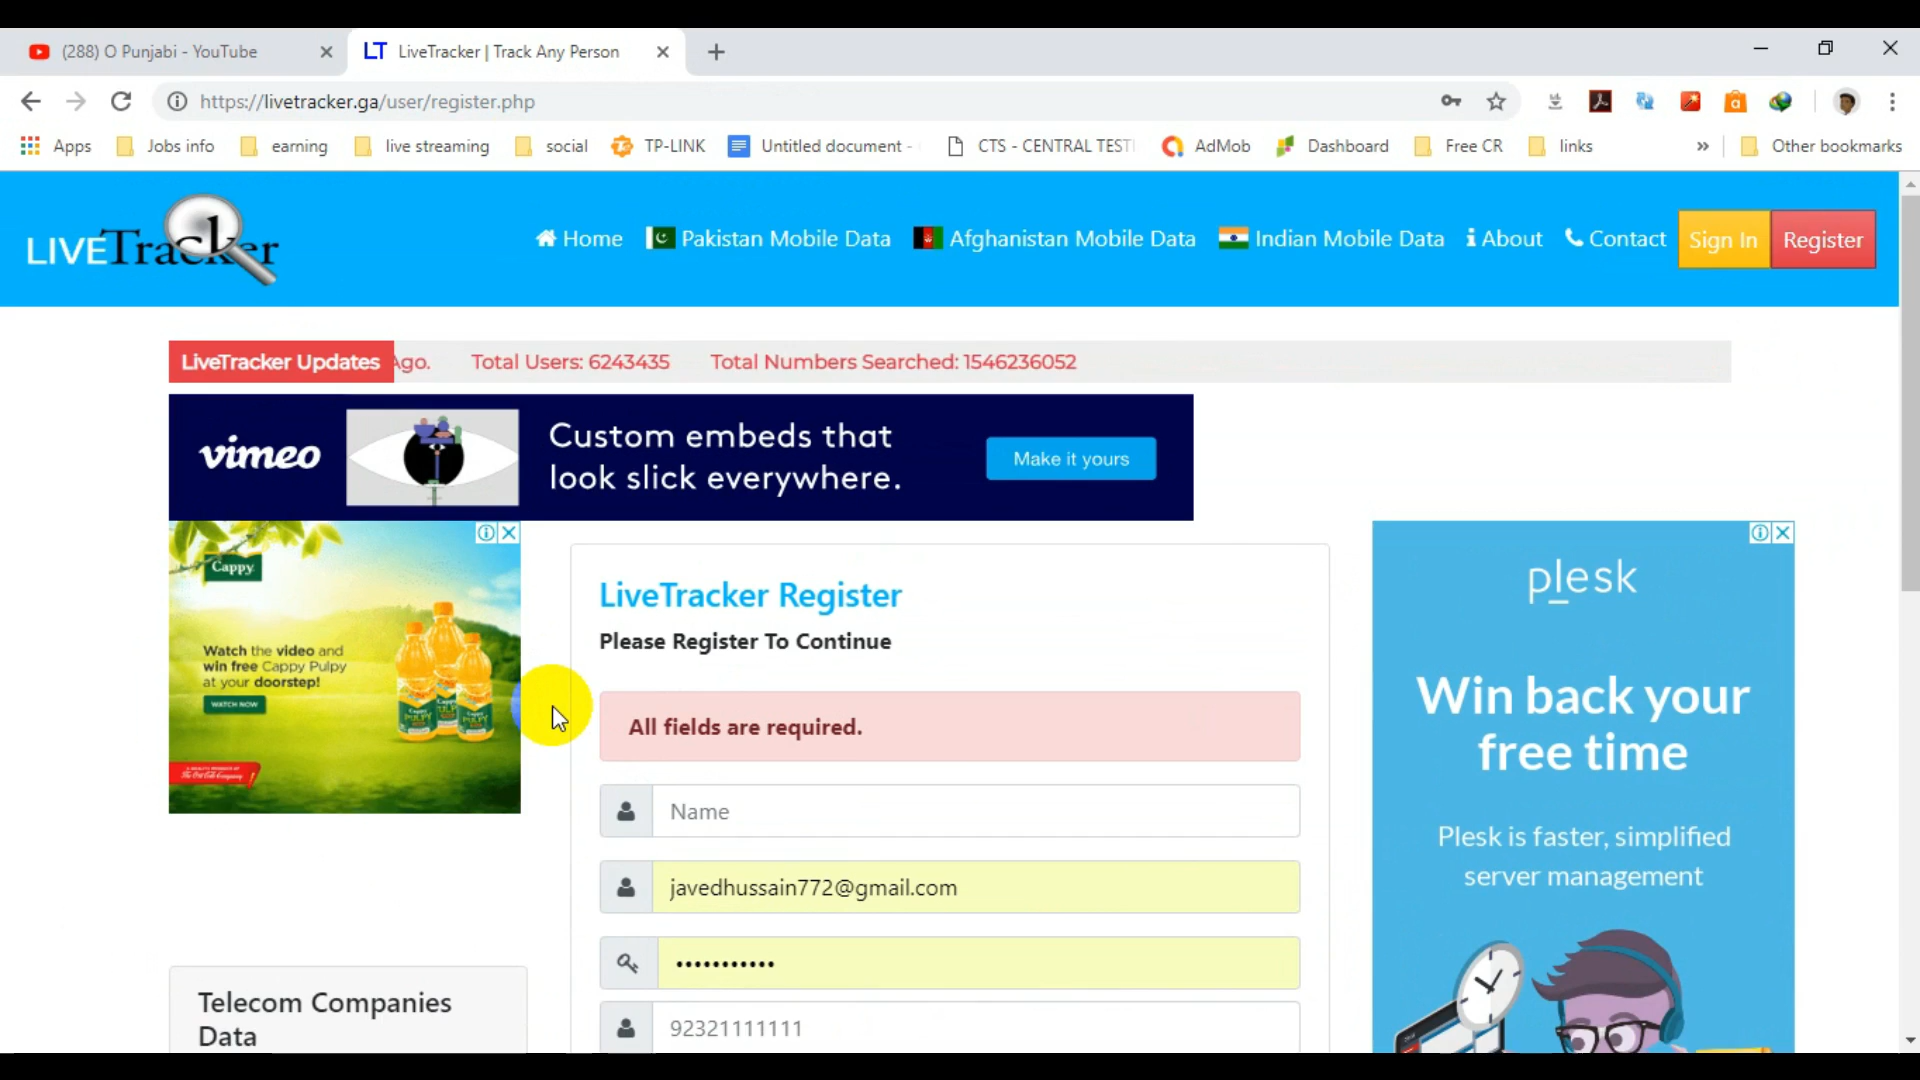 (288) O Punjabi - YouTube
LT LiveTracker | Track Any Person
https://livetracker.ga/user/register.php
Apps Jobs info earning live streaming social TP-LINK Untitled document - CTS - CENTRAL TESTI AdMob Dashboard Free CR links » Other bookmarks
LIVETracker
Home Pakistan Mobile Data Afghanistan Mobile Data Indian Mobile Data About Contact Sign In Register
LiveTracker Updates Ago. Total Users: 6243435 Total Numbers Searched: 1546236052
vimeo
Custom embeds that
look slick everywhere.
Make it yours
Cappy
Watch the video and
win free Cappy Pulpy
at your doorstep!
WATCH NOW
LiveTracker Register
Please Register To Continue
All fields are required.
Name
javedhussain772@gmail.com
•••••••••••
92321111111
Telecom Companies
Data
plesk
Win back your
free time
Plesk is faster, simplified
server management